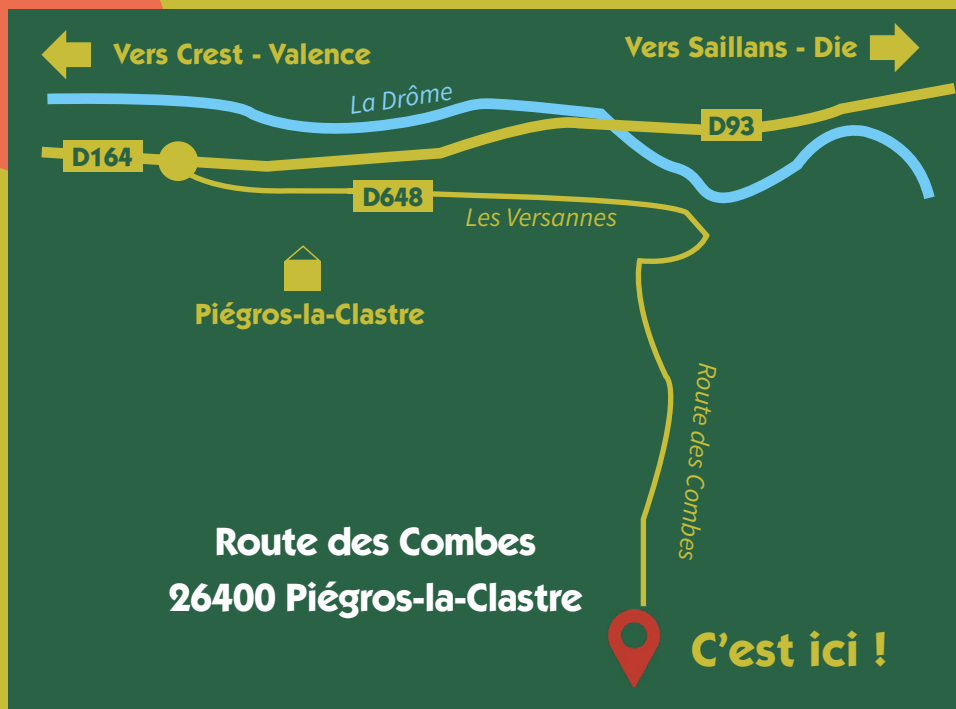 Vers Crest - Valence
Vers Saillans - Die
La Drôme
D93
D164
D648
Les Versannes
Piégros-la-Clastre
Route des Combes
Route des Combes
26400 Piégros-la-Clastre
C'est ici !